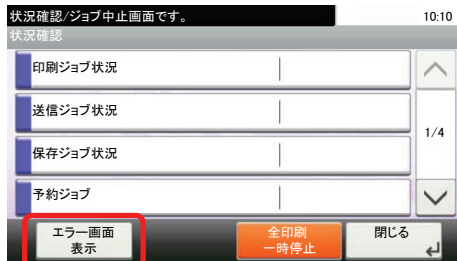 状況確認/ジョブ中止画面です。
10:10
状況確認
印刷ジョブ状況
送信ジョブ状況
1/4
保存ジョブ状況
予約ジョブ
エラー画面
表示
全印刷
一時停止
閉じる